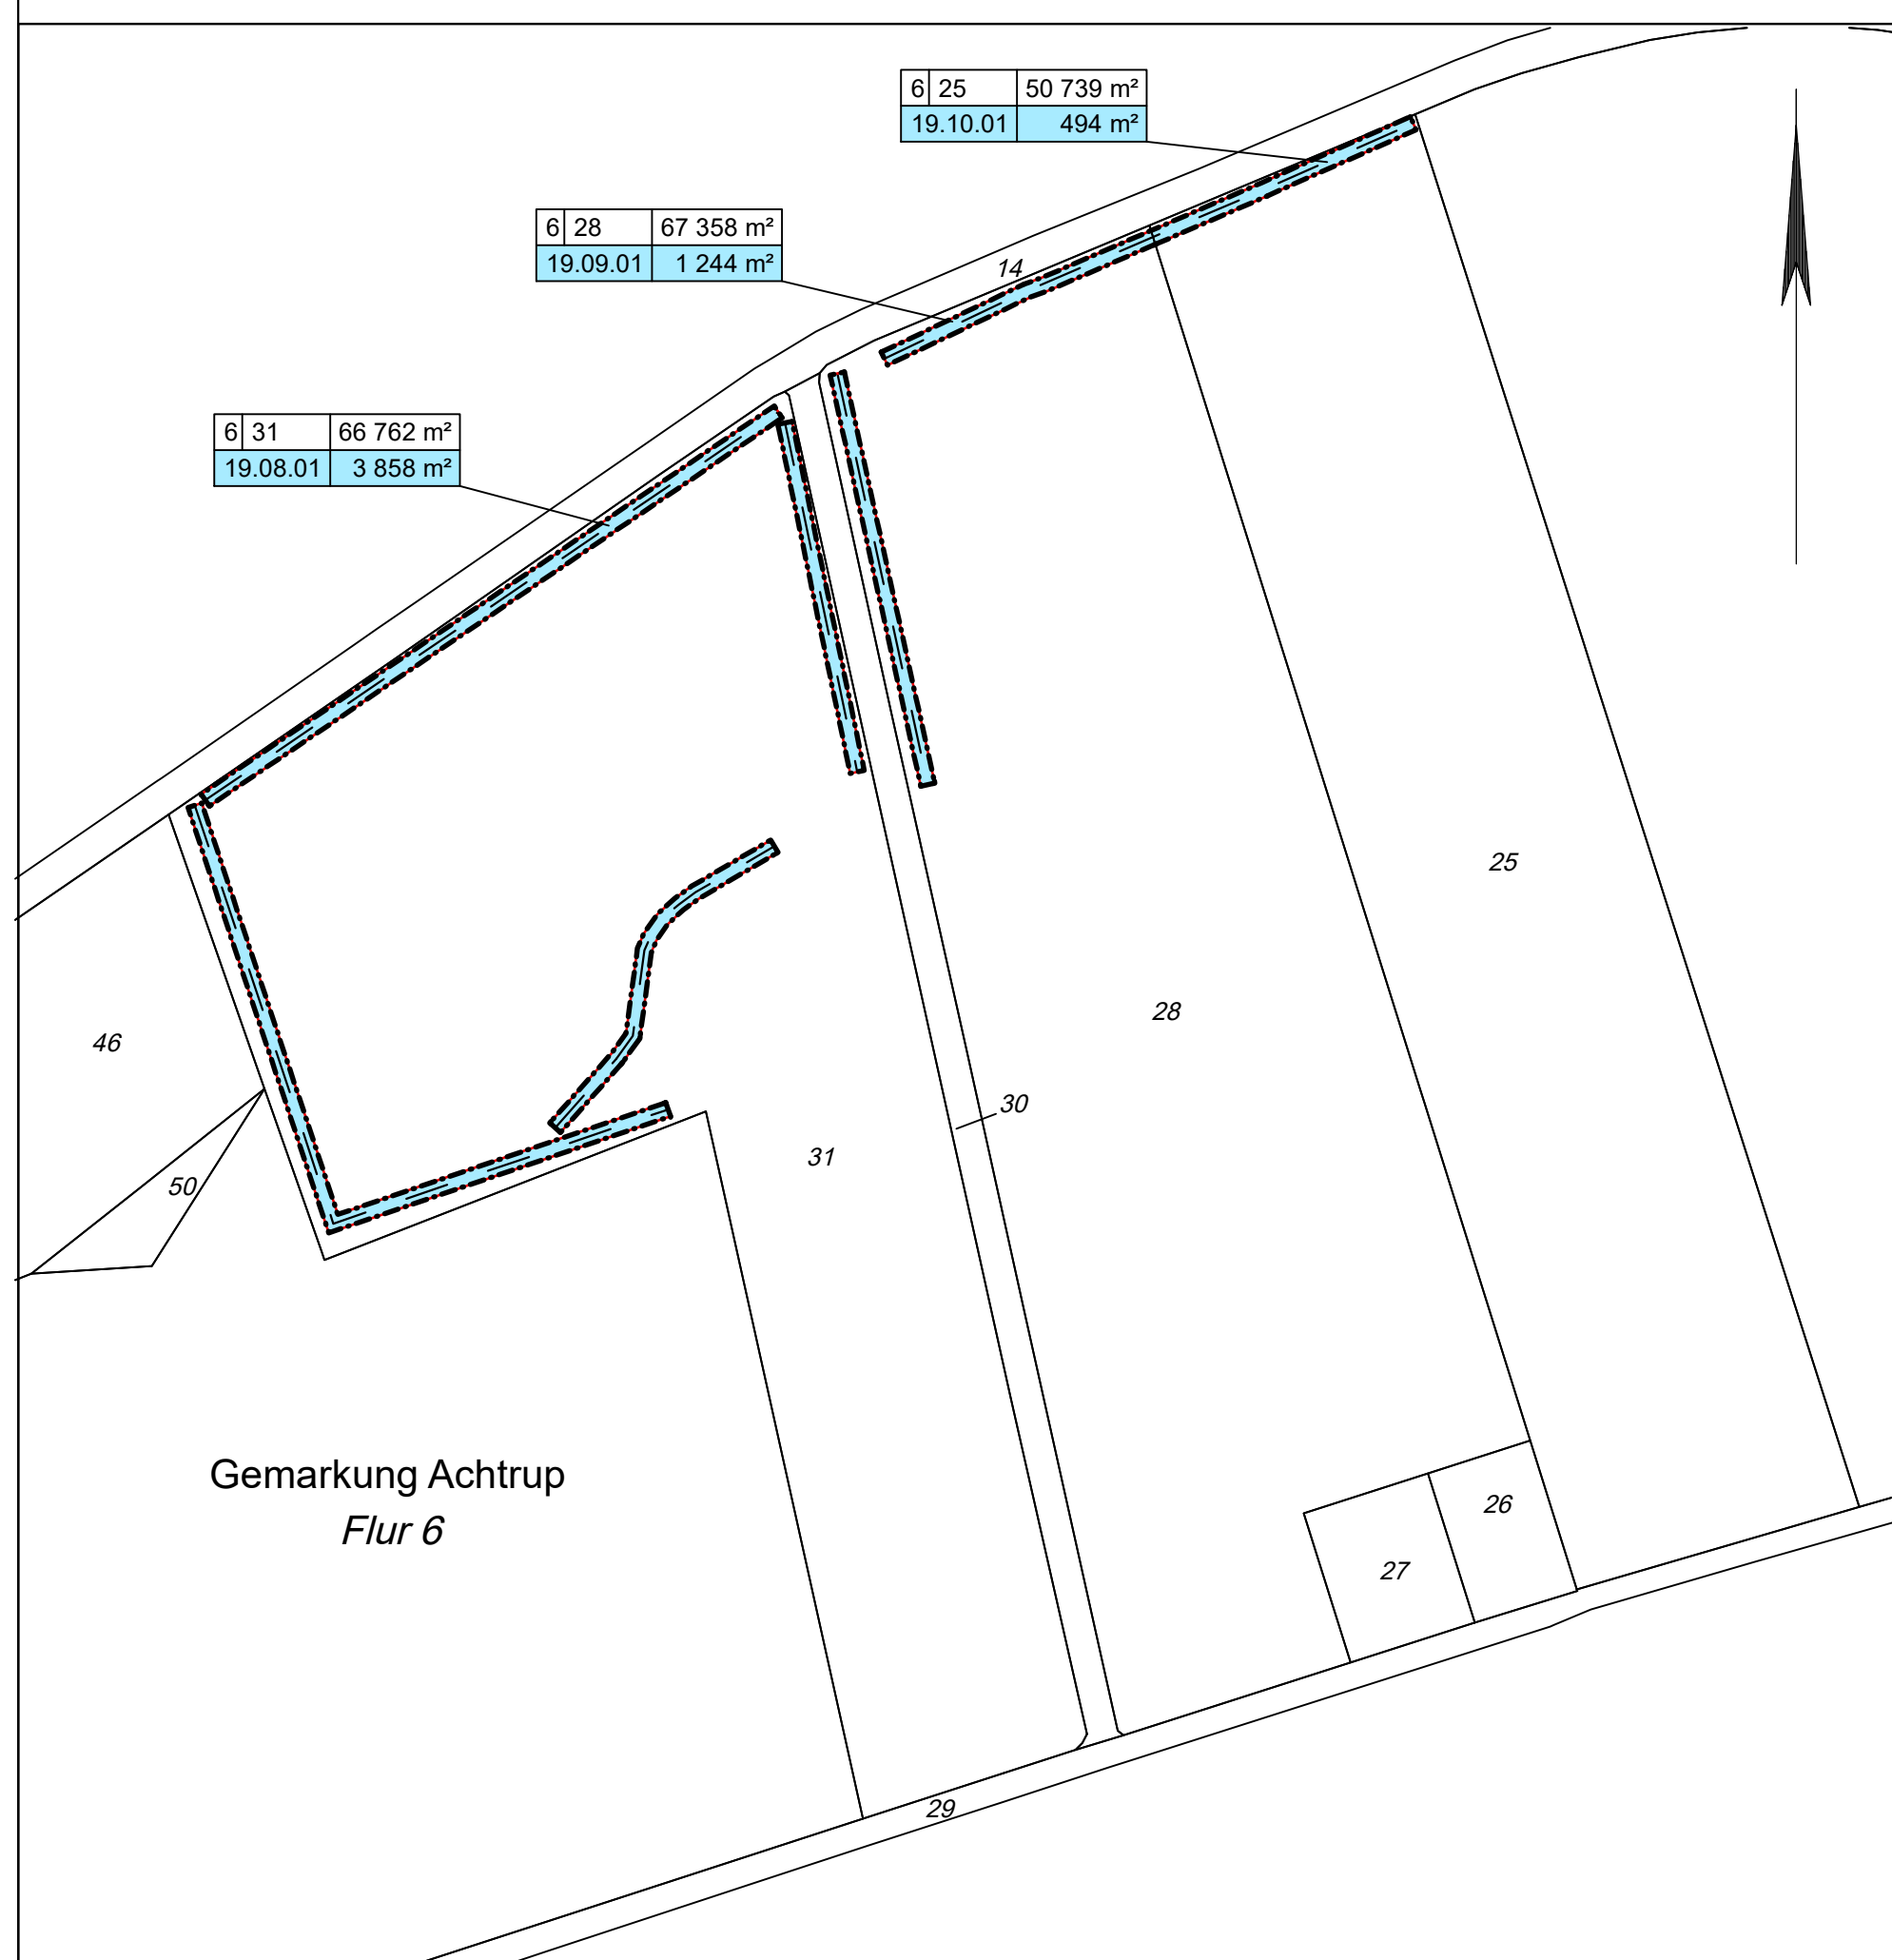 6 25 50 739 m²
19.10.01 494 m²
6 28 67 358 m²
19.09.01 1 244 m²
14
6 31 66 762 m²
19.08.01 3 858 m²
25
28
46
30
31
50
Gemarkung Achtrup
Flur 6
26
27
29